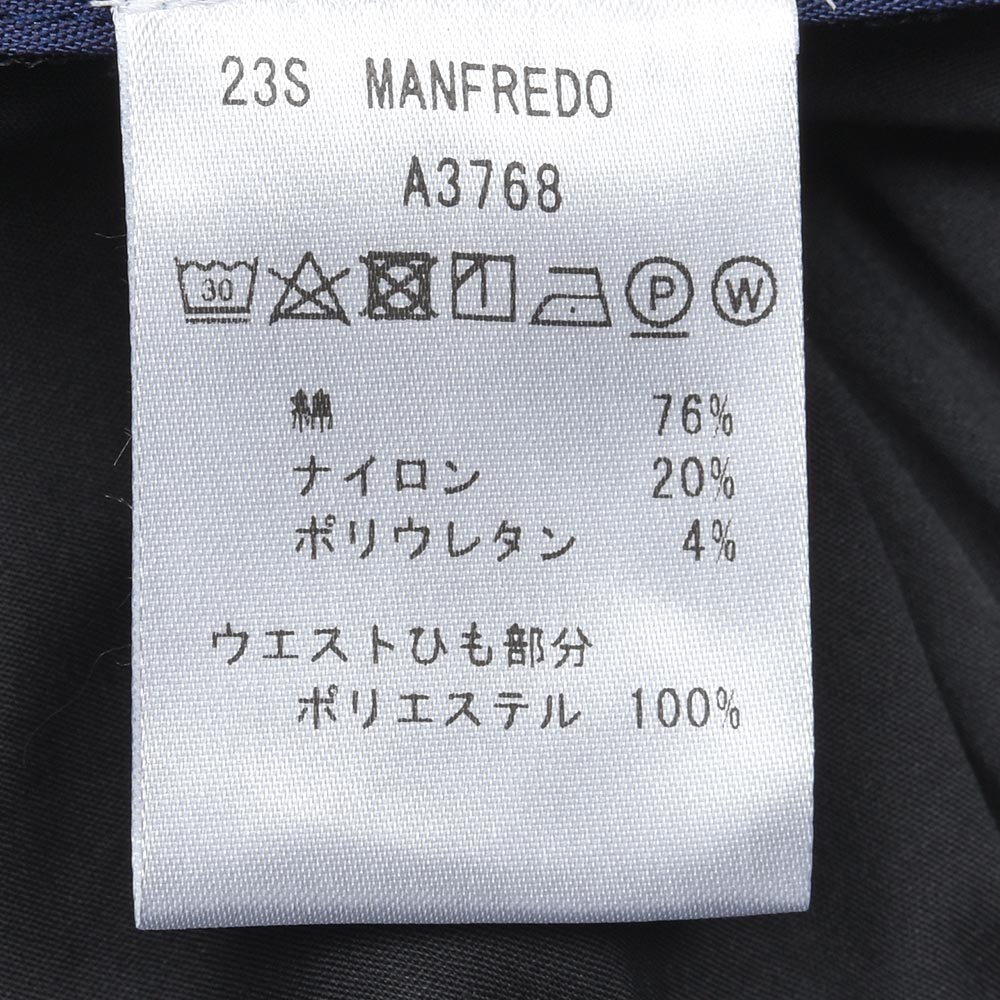 23S MANFREDO
A3768
30 P W
綿 76%
ナイロン 20%
ポリウレタン 4%
ウエストひも部分
ポリエステル 100%